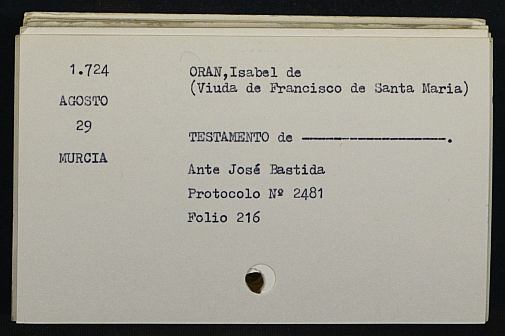 1.724
AGOSTO
29
MURCIA
ORAN,Isabel de
(Viuda de Francisco de Santa Maria)
TESTAMENTO de ------------------.
Ante José Bastida
Protocolo Nº 2481
Folio 216